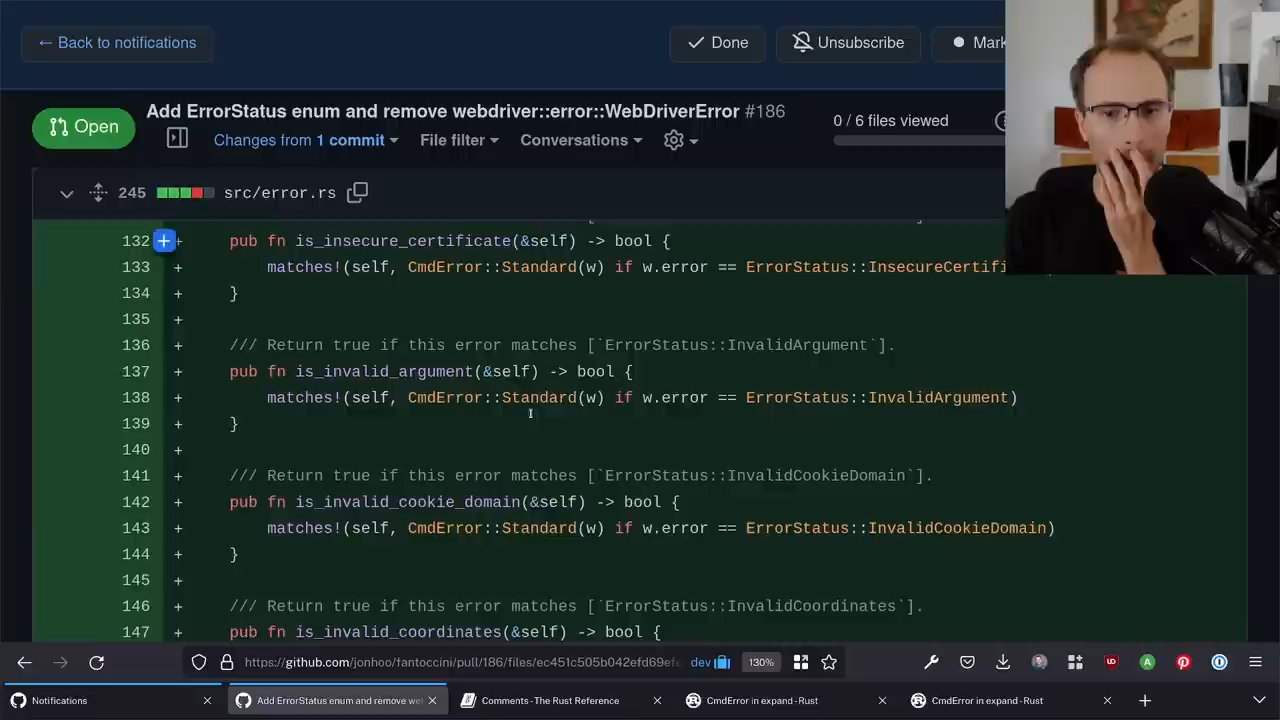 ← Back to notifications
Done
Unsubscribe
Mark
Open
Add ErrorStatus enum and remove webdriver::error::WebDriverError #186
Changes from 1 commit
File filter
Conversations
0 / 6 files viewed
245 src/error.rs
132 + pub fn is_insecure_certificate(&self) -> bool {
133 + matches!(self, CmdError::Standard(w) if w.error == ErrorStatus::InsecureCertifi
134 + }
135 +
136 + /// Return true if this error matches [`ErrorStatus::InvalidArgument`].
137 + pub fn is_invalid_argument(&self) -> bool {
138 + matches!(self, CmdError::Standard(w) if w.error == ErrorStatus::InvalidArgument)
139 + }
140 +
141 + /// Return true if this error matches [`ErrorStatus::InvalidCookieDomain`].
142 + pub fn is_invalid_cookie_domain(&self) -> bool {
143 + matches!(self, CmdError::Standard(w) if w.error == ErrorStatus::InvalidCookieDomain)
144 + }
145 +
146 + /// Return true if this error matches [`ErrorStatus::InvalidCoordinates`].
147 + pub fn is_invalid_coordinates(&self) -> bool {
https://github.com/jonhoo/fantoccini/pull/186/files/ec451c505b042efd69efc
dev
130%
Notifications
Add ErrorStatus enum and remove we
Comments - The Rust Reference
CmdError in expand - Rust
CmdError in expand - Rust